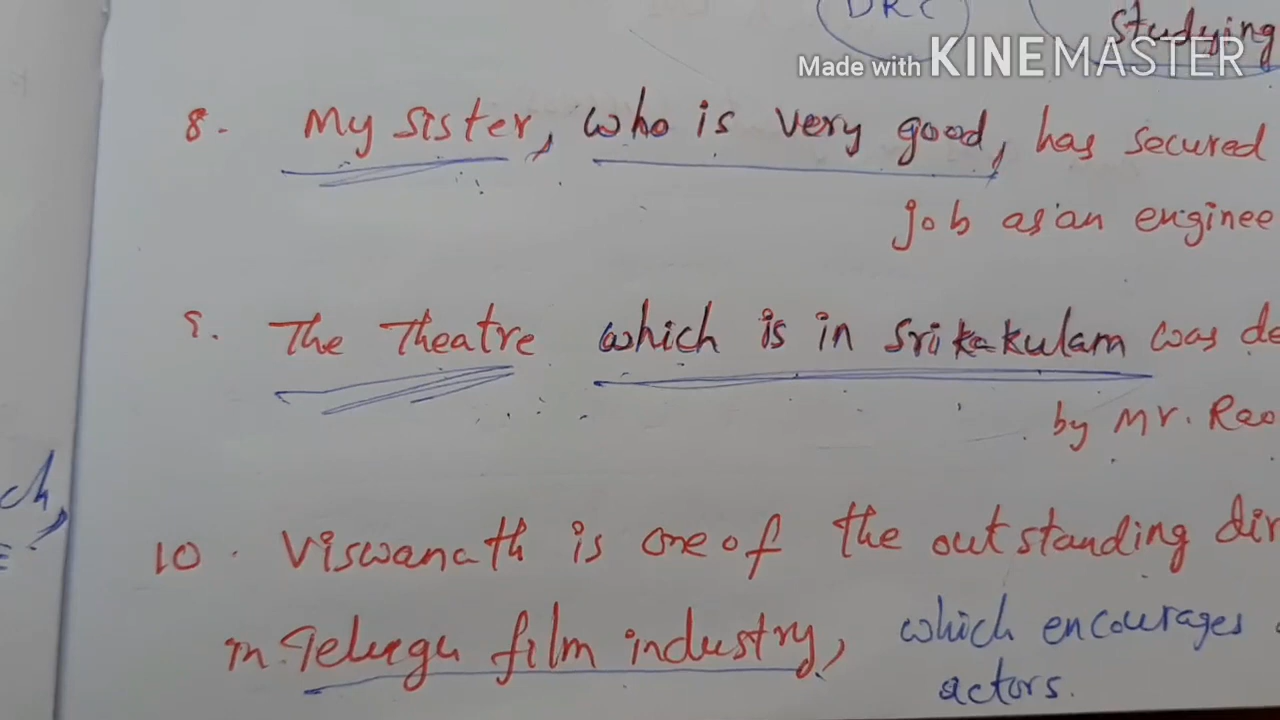 DRC
studying
Made with KINEMASTER
8. My sister, who is very good, has secured
job as an enginee
9. The Theatre which is in Srikakulam was de
by Mr. Rao
ch,
10. Viswanath is one of the outstanding dir
in Telugu film industry, which encourages
actors.